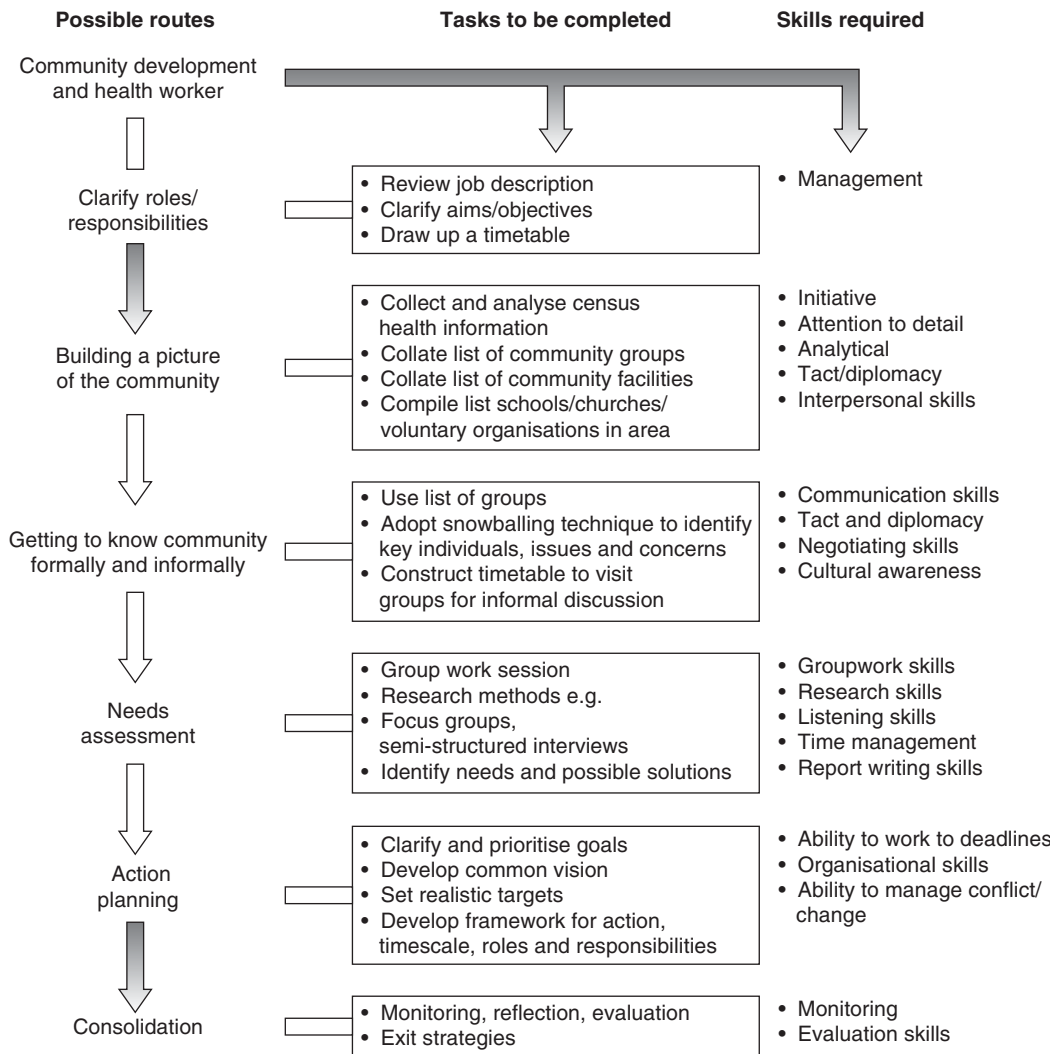 Possible routes
Tasks to be completed
Skills required
Community development
and health worker
Clarify roles/
responsibilities
• Review job description
• Clarify aims/objectives
• Draw up a timetable
• Management
Building a picture
of the community
• Collect and analyse census
health information
• Collate list of community groups
• Collate list of community facilities
• Compile list schools/churches/
voluntary organisations in area
• Initiative
• Attention to detail
• Analytical
• Tact/diplomacy
• Interpersonal skills
Getting to know community
formally and informally
• Use list of groups
• Adopt snowballing technique to identify
key individuals, issues and concerns
• Construct timetable to visit
groups for informal discussion
• Communication skills
• Tact and diplomacy
• Negotiating skills
• Cultural awareness
Needs
assessment
• Group work session
• Research methods e.g.
• Focus groups,
semi-structured interviews
• Identify needs and possible solutions
• Groupwork skills
• Research skills
• Listening skills
• Time management
• Report writing skills
Action
planning
• Clarify and prioritise goals
• Develop common vision
• Set realistic targets
• Develop framework for action,
timescale, roles and responsibilities
• Ability to work to deadlines
• Organisational skills
• Ability to manage conflict/
change
Consolidation
• Monitoring, reflection, evaluation
• Exit strategies
• Monitoring
• Evaluation skills